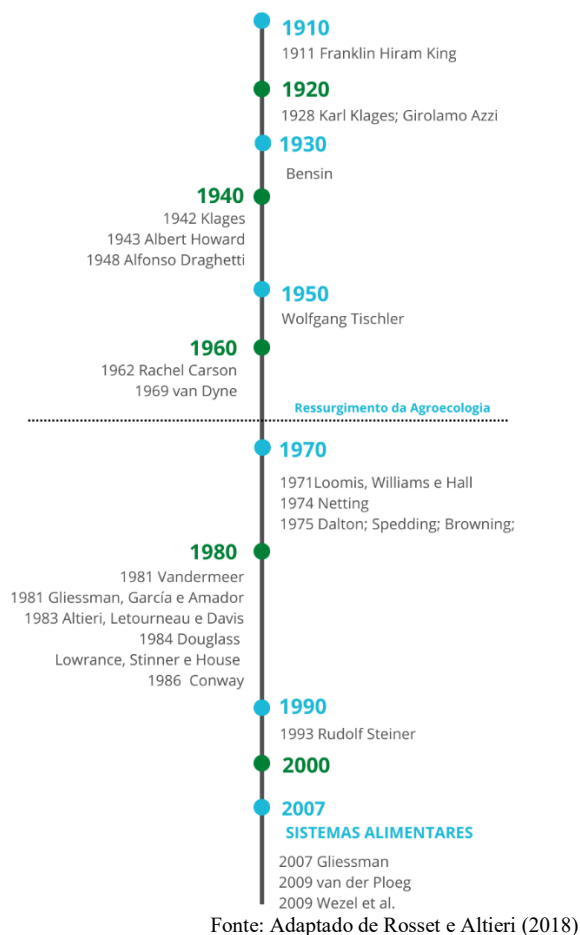 1910
1911 Franklin Hiram King
1920
1928 Karl Klages; Girolamo Azzi
1930
Bensin
1940
1942 Klages
1943 Albert Howard
1948 Alfonso Draghetti
1950
Wolfgang Tischler
1960
1962 Rachel Carson
1969 van Dyne
Ressurgimento da Agroecologia
1970
1971Loomis, Williams e Hall
1974 Netting
1975 Dalton; Spedding; Browning;
1980
1981 Vandermeer
1981 Gliessman, García e Amador
1983 Altieri, Letourneau e Davis
1984 Douglass
Lowrance, Stinner e House
1986 Conway
1990
1993 Rudolf Steiner
2000
2007
SISTEMAS ALIMENTARES
2007 Gliessman
2009 van der Ploeg
2009 Wezel et al.
Fonte: Adaptado de Rosset e Altieri (2018)